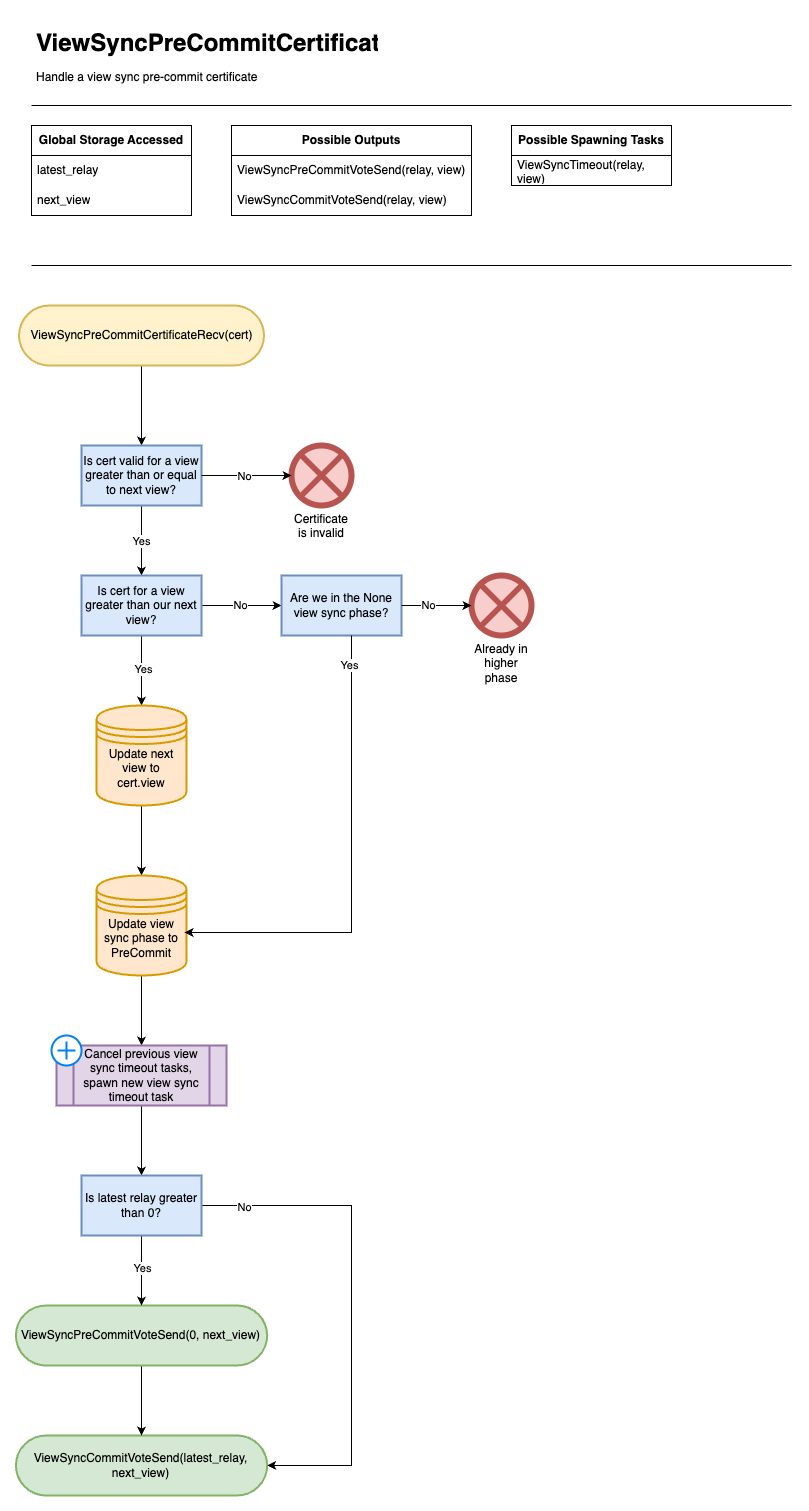 ViewSyncPreCommitCertificat
Handle a view sync pre-commit certificate
Global Storage Accessed
latest_relay
next_view
Possible Outputs
ViewSyncPreCommitVoteSend(relay, view)
ViewSyncCommitVoteSend(relay, view)
Possible Spawning Tasks
ViewSyncTimeout(relay,
view)
ViewSyncPreCommitCertificateRecv(cert)
Is cert valid for a view
greater than or equal
to next view?
No
Certificate
is invalid
Yes
Is cert for a view
greater than our next
view?
No
Are we in the None
view sync phase?
No
Already in
higher
phase
Yes
Yes
Update next
view to
cert.view
Update view
sync phase to
PreCommit
Cancel previous view
sync timeout tasks,
spawn new view sync
timeout task
Is latest relay greater
than 0?
No
Yes
ViewSyncPreCommitVoteSend(0, next_view)
ViewSyncCommitVoteSend(latest_relay,
next_view)